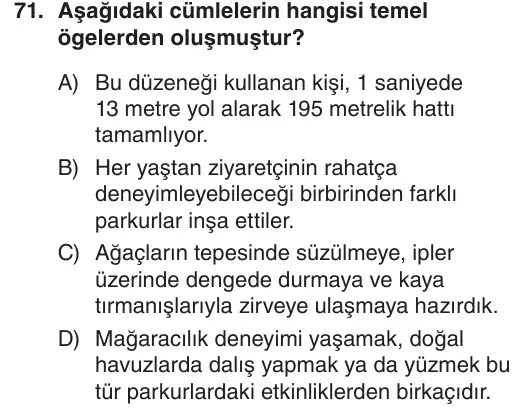 71. Aşağıdaki cümlelerin hangisi temel
ögelerden oluşmuştur?
A) Bu düzeneği kullanan kişi, 1 saniyede
13 metre yol alarak 195 metrelik hattı
tamamlıyor.
B) Her yaştan ziyaretçinin rahatça
deneyimleyebileceği birbirinden farklı
parkurlar inşa ettiler.
C) Ağaçların tepesinde süzülmeye, ipler
üzerinde dengede durmaya ve kaya
tırmanışlarıyla zirveye ulaşmaya hazırdık.
D) Mağaracılık deneyimi yaşamak, doğal
havuzlarda dalış yapmak ya da yüzmek bu
tür parkurlardaki etkinliklerden birkaçıdır.